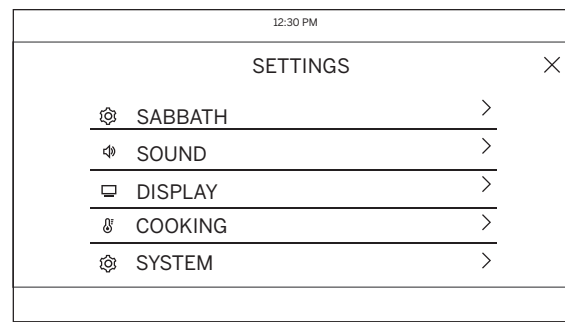 12:30 PM
SETTINGS
SABBATH
SOUND
DISPLAY
COOKING
SYSTEM